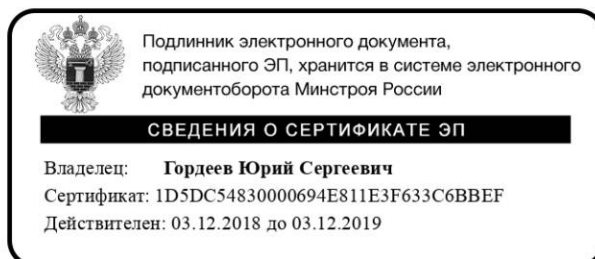 Подлинник электронного документа,
подписанного ЭП, хранится в системе электронного
документоборота Минстроя России
СВЕДЕНИЯ О СЕРТИФИКАТЕ ЭП
Владелец: Гордеев Юрий Сергеевич
Сертификат: 1D5DC54830000694E811E3F633C6BBEF
Действителен: 03.12.2018 до 03.12.2019